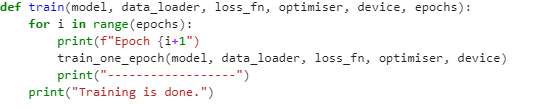 def train(model, data_loader, loss_fn, optimiser, device, epochs):
    for i in range(epochs):
        print(f"Epoch {i+1")
        train_one_epoch(model, data_loader, loss_fn, optimiser, device)
        print("------------------")
    print("Training is done.")